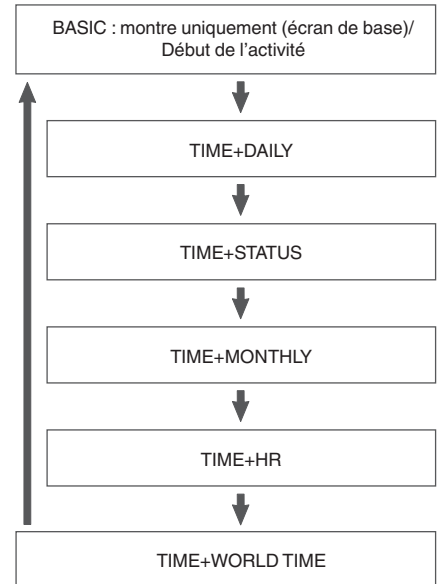 BASIC : montre uniquement (écran de base)/
Début de l’activité
TIME+DAILY
TIME+STATUS
TIME+MONTHLY
TIME+HR
TIME+WORLD TIME